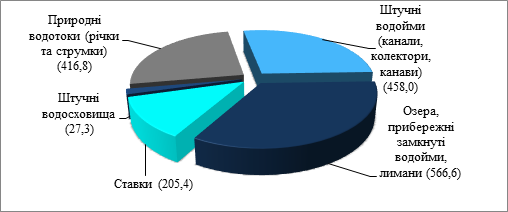 Природні
водотоки (річки
та струмки)
(416,8)
Штучні
водойми
(канали,
колектори,
канави)
(458,0)
Штучні
водосховища
(27,3)
Озера,
прибережні
замкнуті
водойми,
лимани (566,6)
Ставки (205,4)